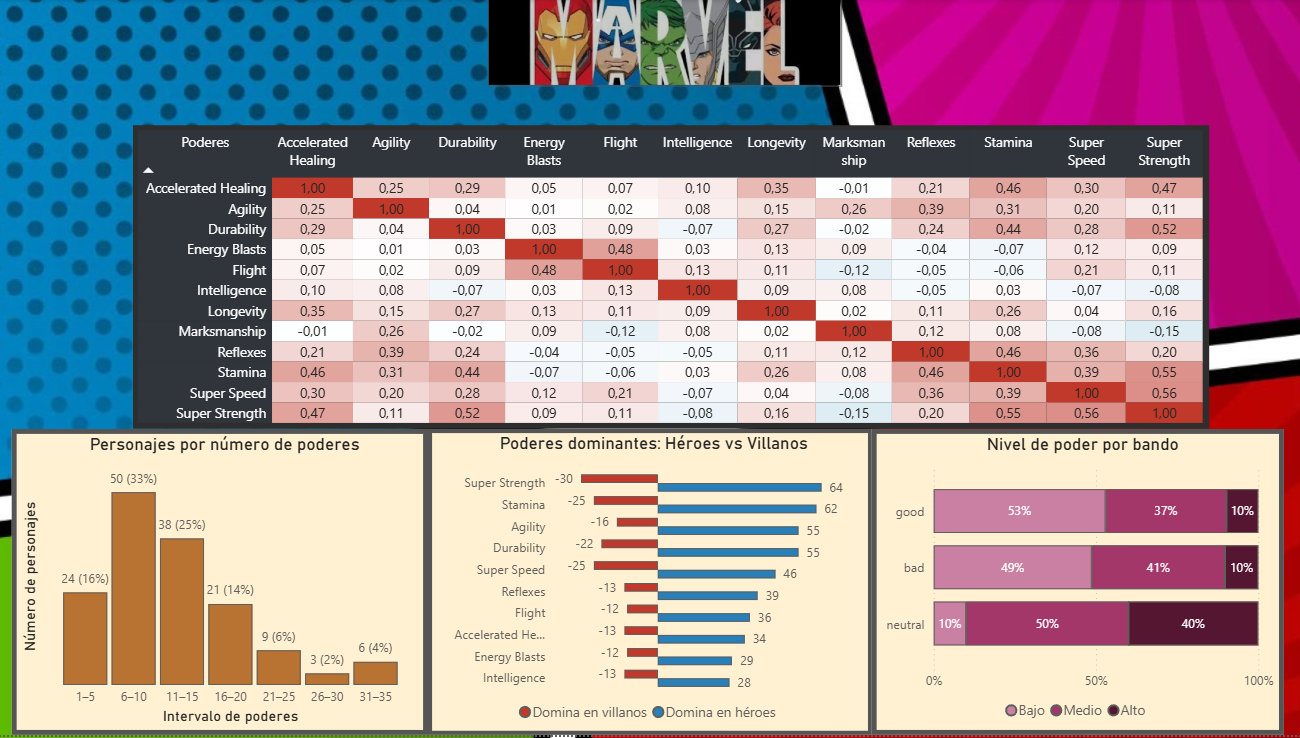 MARVEL
Poderes Accelerated Healing Agility Durability Energy Blasts Flight Intelligence Longevity Marksman ship Reflexes Stamina Super Speed Super Strength
Accelerated Healing 1,00 0,25 0,29 0,05 0,07 0,10 0,35 -0,01 0,21 0,46 0,30 0,47
Agility 0,25 1,00 0,04 0,01 0,02 0,08 0,15 0,26 0,39 0,31 0,20 0,11
Durability 0,29 0,04 1,00 0,03 0,09 -0,07 0,27 -0,02 0,24 0,44 0,28 0,52
Energy Blasts 0,05 0,01 0,03 1,00 0,48 0,03 0,13 0,09 -0,04 -0,07 0,12 0,09
Flight 0,07 0,02 0,09 0,48 1,00 0,13 0,11 -0,12 -0,05 -0,06 0,21 0,11
Intelligence 0,10 0,08 -0,07 0,03 0,13 1,00 0,09 0,08 -0,05 0,03 -0,07 -0,08
Longevity 0,35 0,15 0,27 0,13 0,11 0,09 1,00 0,02 0,11 0,26 0,04 0,16
Marksmanship -0,01 0,26 -0,02 0,09 -0,12 0,08 0,02 1,00 0,12 0,08 -0,08 -0,15
Reflexes 0,21 0,39 0,24 -0,04 -0,05 -0,05 0,11 0,12 1,00 0,46 0,36 0,20
Stamina 0,46 0,31 0,44 -0,07 -0,06 0,03 0,26 0,08 0,46 1,00 0,39 0,55
Super Speed 0,30 0,20 0,28 0,12 0,21 -0,07 0,04 -0,08 0,36 0,39 1,00 0,56
Super Strength 0,47 0,11 0,52 0,09 0,11 -0,08 0,16 -0,15 0,20 0,55 0,56 1,00
Personajes por número de poderes
Número de personajes
24 (16%)
50 (33%)
38 (25%)
21 (14%)
9 (6%)
3 (2%)
6 (4%)
1–5 6–10 11–15 16–20 21–25 26–30 31–35
Intervalo de poderes
Poderes dominantes: Héroes vs Villanos
Super Strength -30 64
Stamina -25 62
Agility -16 55
Durability -22 55
Super Speed -25 46
Reflexes -13 39
Flight -12 36
Accelerated He... -13 34
Energy Blasts -12 29
Intelligence -13 28
Domina en villanos Domina en héroes
Nivel de poder por bando
good 53% 37% 10%
bad 49% 41% 10%
neutral 10% 50% 40%
0% 50% 100%
Bajo Medio Alto